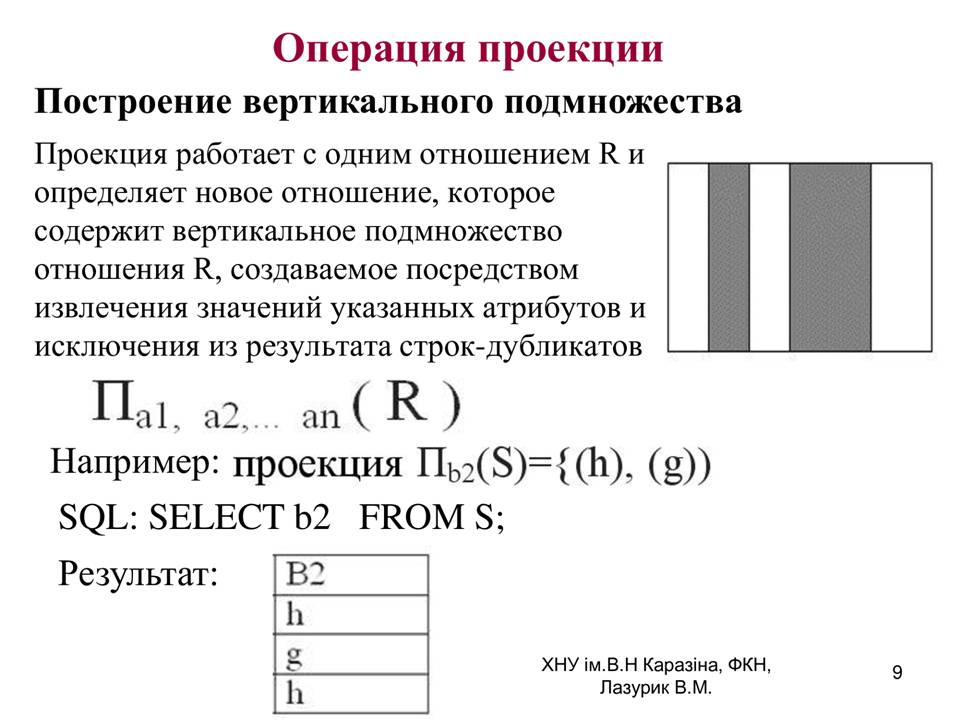 Операция проекции
Построение вертикального подмножества
Проекция работает с одним отношением R и
определяет новое отношение, которое
содержит вертикальное подмножество
отношения R, создаваемое посредством
извлечения значений указанных атрибутов и
исключения из результата строк-дубликатов
Пa1, a2,... an ( R )
Например: проекция Пb2(S)={(h), (g))
SQL: SELECT b2 FROM S;
Результат:
B2
h
g
h
ХНУ ім.В.Н Каразіна, ФКН,
Лазурик В.М.
9